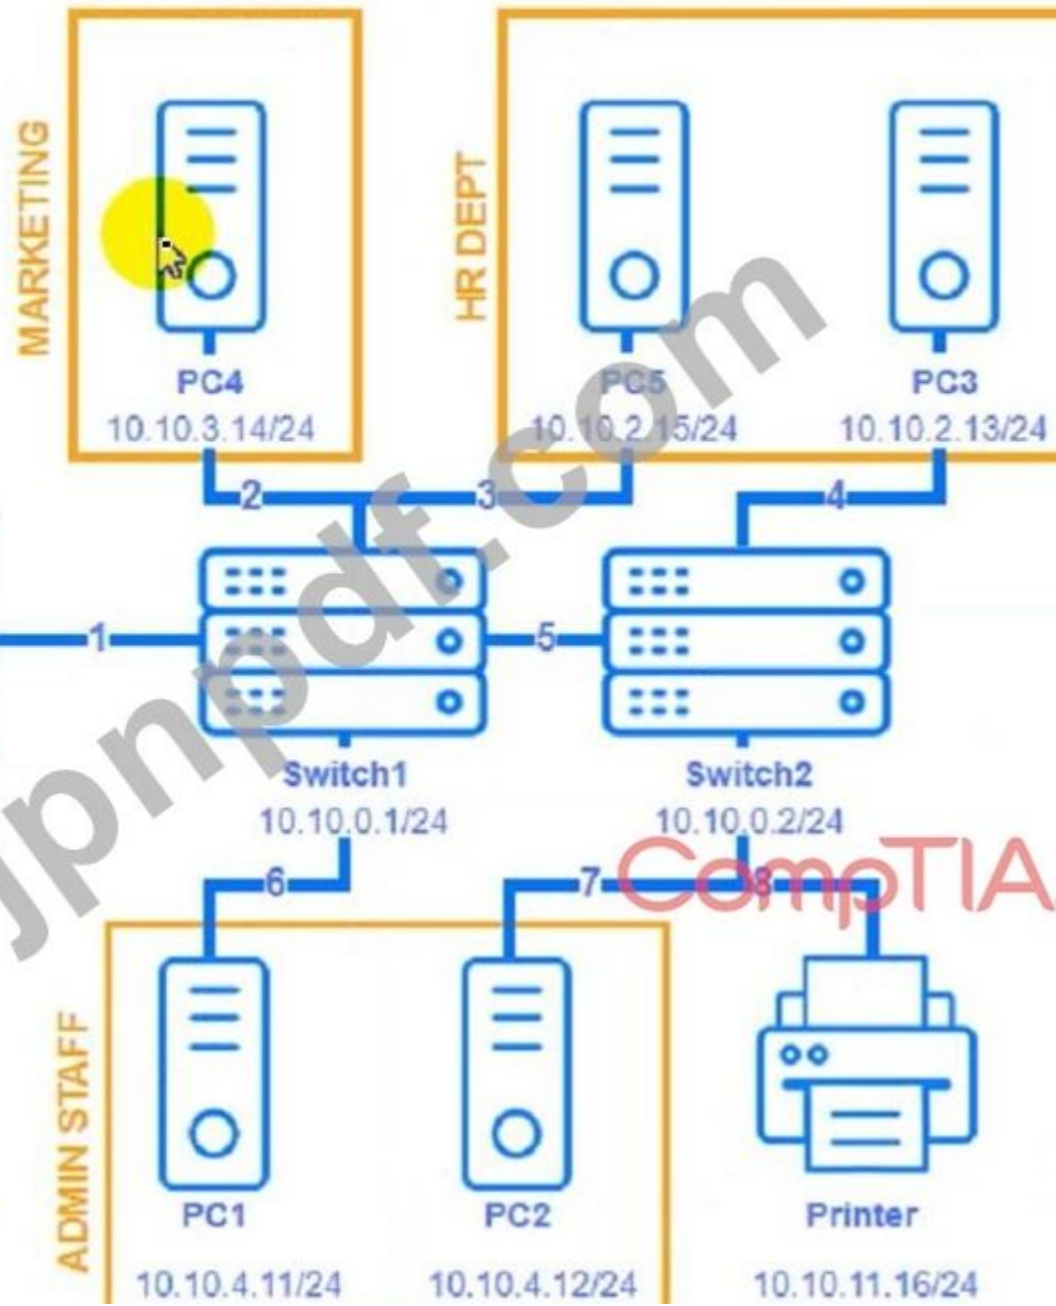 MARKETING
HR DEPT
PC4
10.10.3.14/24
PC5
10.10.2.15/24
PC3
10.10.2.13/24
2
3
4
1
5
Switch1
10.10.0.1/24
Switch2
10.10.0.2/24
6
7
8
CompTIA
ADMIN STAFF
PC1
10.10.4.11/24
PC2
10.10.4.12/24
Printer
10.10.11.16/24
jpnpdf.com